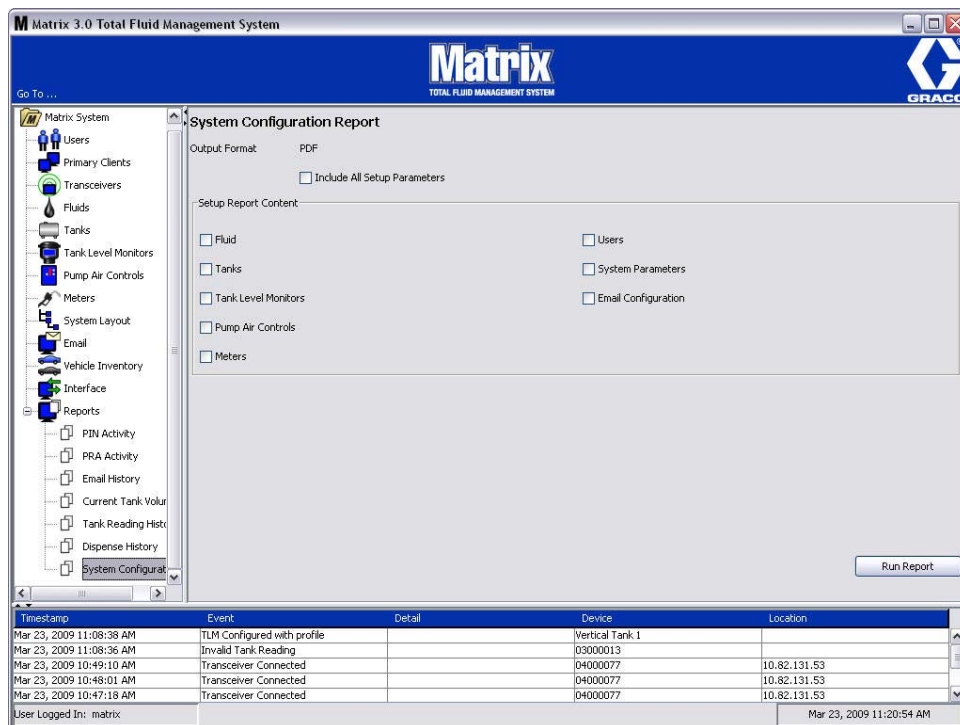 M Matrix 3.0 Total Fluid Management System
Matrix
TOTAL FLUID MANAGEMENT SYSTEM
GRACO
Go To ...
Matrix System
Users
Primary Clients
Transceivers
Fluids
Tanks
Tank Level Monitors
Pump Air Controls
Meters
System Layout
Email
Vehicle Inventory
Interface
Reports
PIN Activity
PRA Activity
Email History
Current Tank Volur
Tank Reading Histo
Dispense History
System Configurat
System Configuration Report
Output Format PDF
Include All Setup Parameters
Setup Report Content
Fluid Users
Tanks System Parameters
Tank Level Monitors Email Configuration
Pump Air Controls
Meters
Run Report
Timestamp Event Detail Device Location
Mar 23, 2009 11:08:38 AM TLM Configured with profile Vertical Tank 1
Mar 23, 2009 11:08:36 AM Invalid Tank Reading 03000013
Mar 23, 2009 10:49:10 AM Transceiver Connected 04000077 10.82.131.53
Mar 23, 2009 10:48:01 AM Transceiver Connected 04000077 10.82.131.53
Mar 23, 2009 10:47:18 AM Transceiver Connected 04000077 10.82.131.53
User Logged In: matrix Mar 23, 2009 11:20:54 AM